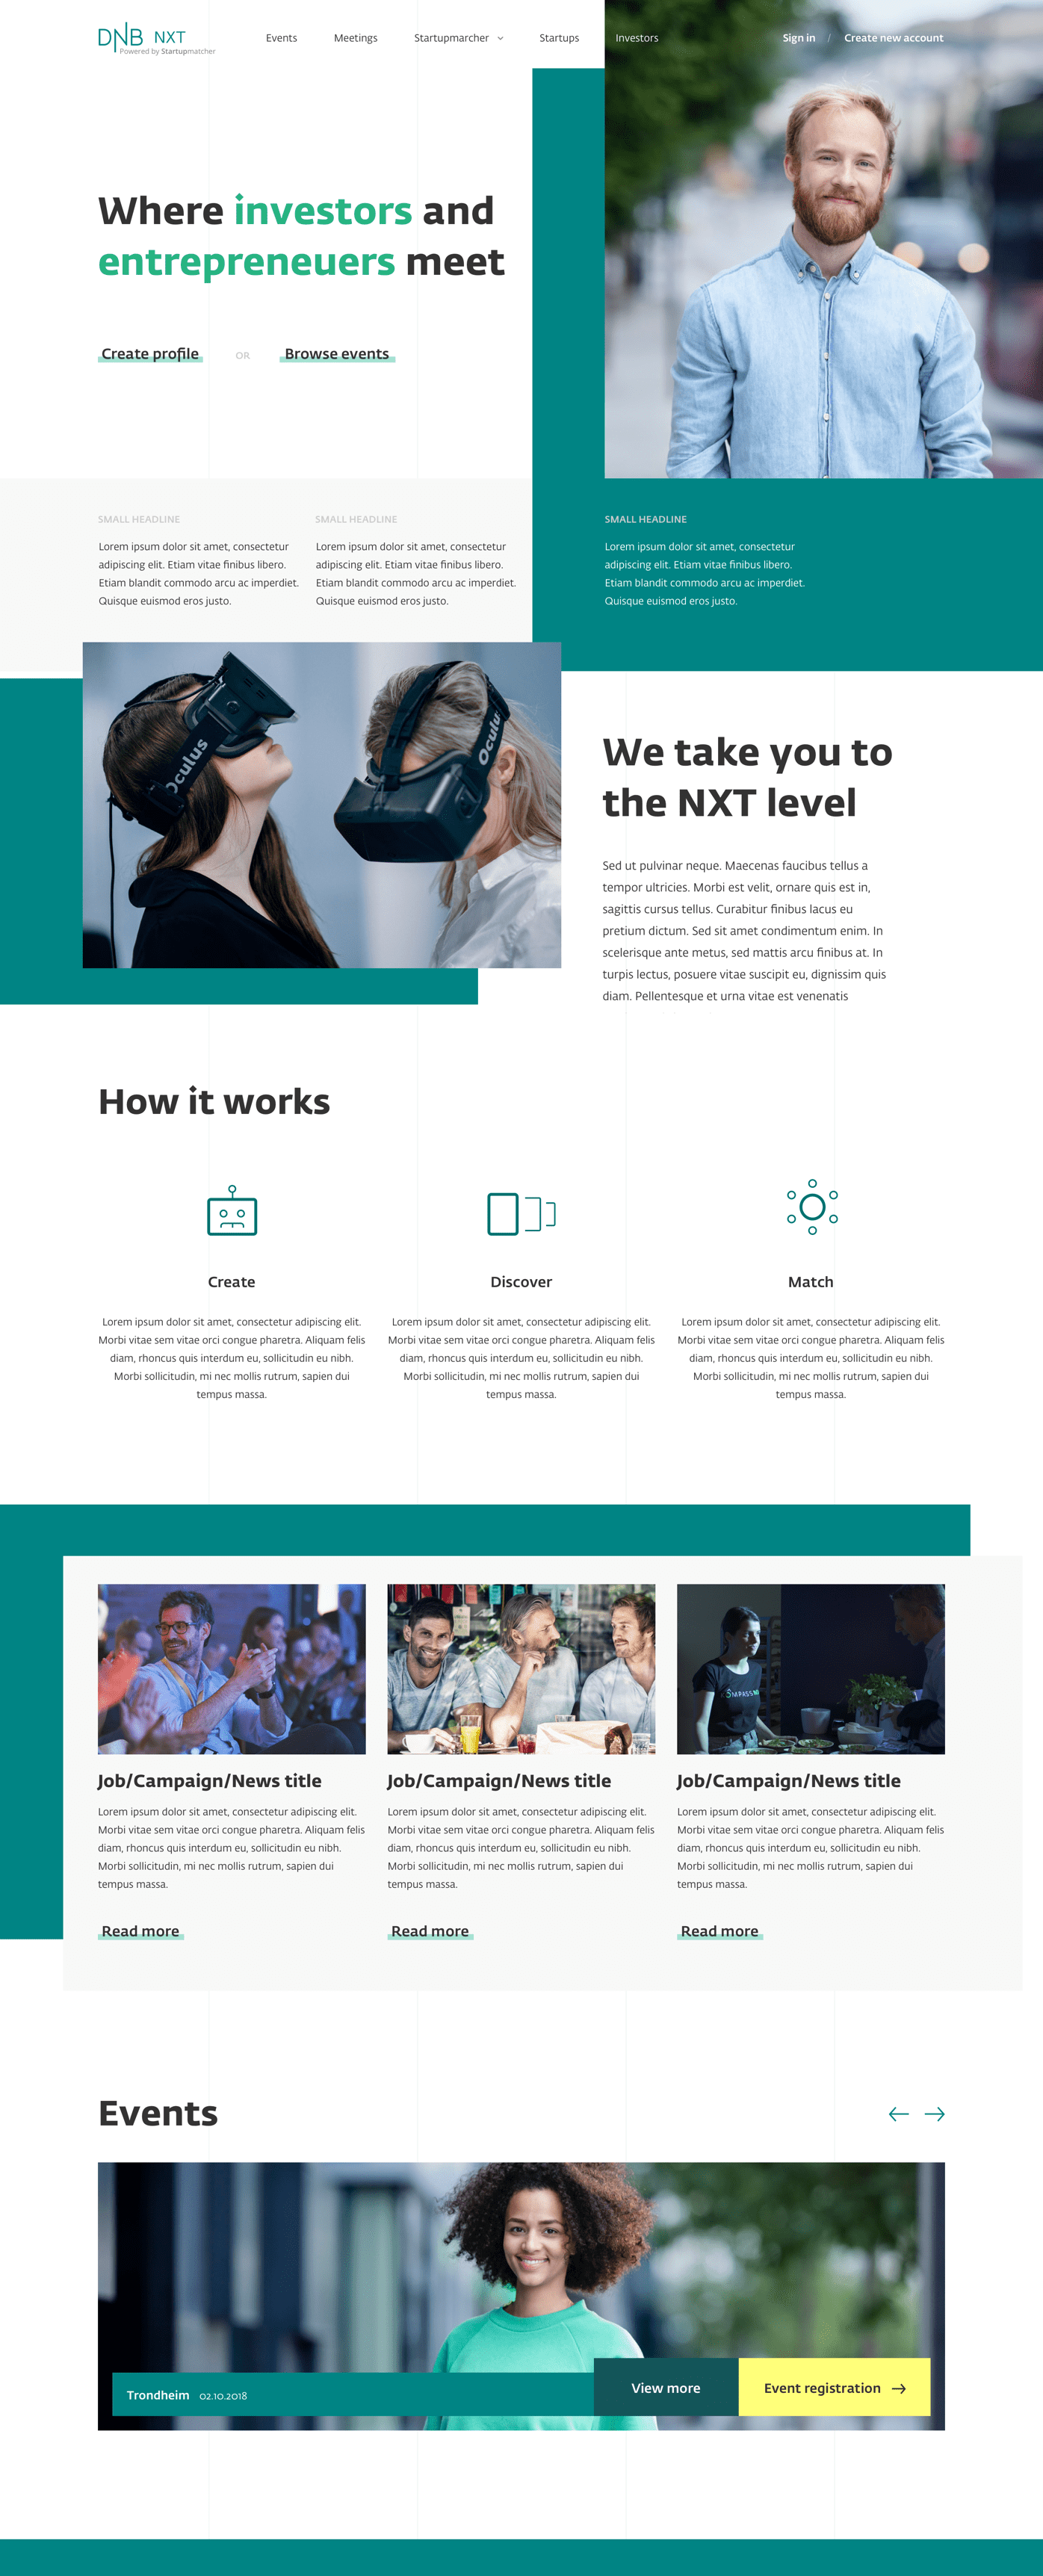 DNB NXT
Powered by Startupmatcher
Events
Meetings
Startupmarcher
Startups
Investors
Sign in / Create new account
Where investors and
entrepreneuers meet
Create profile
OR
Browse events
SMALL HEADLINE
Lorem ipsum dolor sit amet, consectetur
adipiscing elit. Etiam vitae finibus libero.
Etiam blandit commodo arcu ac imperdiet.
Quisque euismod eros justo.
SMALL HEADLINE
Lorem ipsum dolor sit amet, consectetur
adipiscing elit. Etiam vitae finibus libero.
Etiam blandit commodo arcu ac imperdiet.
Quisque euismod eros justo.
SMALL HEADLINE
Lorem ipsum dolor sit amet, consectetur
adipiscing elit. Etiam vitae finibus libero.
Etiam blandit commodo arcu ac imperdiet.
Quisque euismod eros justo.
Oculus
Oculu
We take you to
the NXT level
Sed ut pulvinar neque. Maecenas faucibus tellus a
tempor ultricies. Morbi est velit, ornare quis est in,
sagittis cursus tellus. Curabitur finibus lacus eu
pretium dictum. Sed sit amet condimentum enim. In
scelerisque ante metus, sed mattis arcu finibus at. In
turpis lectus, posuere vitae suscipit eu, dignissim quis
diam. Pellentesque et urna vitae est venenatis
How it works
Create
Lorem ipsum dolor sit amet, consectetur adipiscing elit.
Morbi vitae sem vitae orci congue pharetra. Aliquam felis
diam, rhoncus quis interdum eu, sollicitudin eu nibh.
Morbi sollicitudin, mi nec mollis rutrum, sapien dui
tempus massa.
Discover
Lorem ipsum dolor sit amet, consectetur adipiscing elit.
Morbi vitae sem vitae orci congue pharetra. Aliquam felis
diam, rhoncus quis interdum eu, sollicitudin eu nibh.
Morbi sollicitudin, mi nec mollis rutrum, sapien dui
tempus massa.
Match
Lorem ipsum dolor sit amet, consectetur adipiscing elit.
Morbi vitae sem vitae orci congue pharetra. Aliquam felis
diam, rhoncus quis interdum eu, sollicitudin eu nibh.
Morbi sollicitudin, mi nec mollis rutrum, sapien dui
tempus massa.
Job/Campaign/News title
Lorem ipsum dolor sit amet, consectetur adipiscing elit.
Morbi vitae sem vitae orci congue pharetra. Aliquam felis
diam, rhoncus quis interdum eu, sollicitudin eu nibh.
Morbi sollicitudin, mi nec mollis rutrum, sapien dui
tempus massa.
Read more
Job/Campaign/News title
Lorem ipsum dolor sit amet, consectetur adipiscing elit.
Morbi vitae sem vitae orci congue pharetra. Aliquam felis
diam, rhoncus quis interdum eu, sollicitudin eu nibh.
Morbi sollicitudin, mi nec mollis rutrum, sapien dui
tempus massa.
Read more
Job/Campaign/News title
Lorem ipsum dolor sit amet, consectetur adipiscing elit.
Morbi vitae sem vitae orci congue pharetra. Aliquam felis
diam, rhoncus quis interdum eu, sollicitudin eu nibh.
Morbi sollicitudin, mi nec mollis rutrum, sapien dui
tempus massa.
Read more
Events
Trondheim 02.10.2018
View more
Event registration